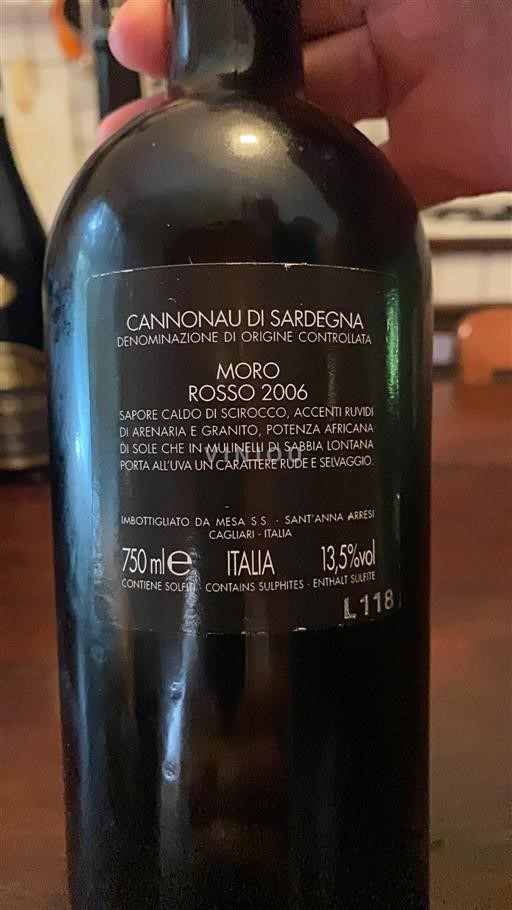 CANNONAU DI SARDEGNA
DENOMINAZIONE DI ORIGINE CONTROLLATA
MORO
ROSSO 2006
SAPORE CALDO DI SCIROCCO, ACCENTI RUVIDI
DI ARENARIA E GRANITO, POTENZA AFRICANA
DI SOLE CHE IN MULINELLI DI SABBIA LONTANA
VINIOU
PORTA ALL'UVA UN CARATTERE RUDE E SELVAGGIO.
IMBOTTIGLIATO DA MESA S S. - SANT'ANNA ARRESI
CAGLIARI - ITALIA
750 ml e ITALIA 13,5%vol
CONTIENE SOLFITI - CONTAINS SULPHITES - ENTHALT SULFITE
L118